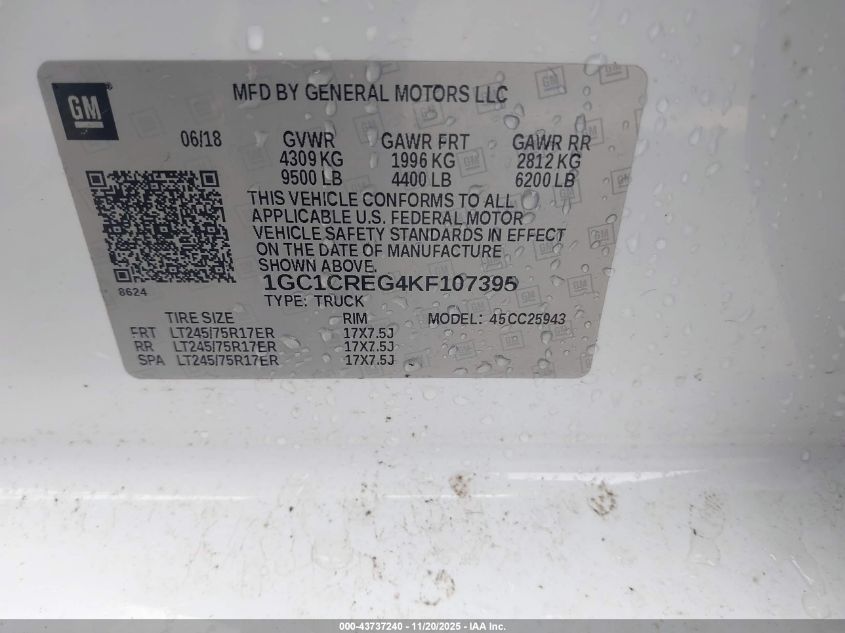 GM
MFD BY GENERAL MOTORS LLC
06/18 GVWR GAWR FRT GAWR RR
4309 KG 1996 KG 2812 KG
9500 LB 4400 LB 6200 LB
THIS VEHICLE CONFORMS TO ALL
APPLICABLE U.S. FEDERAL MOTOR
VEHICLE SAFETY STANDARDS IN EFFECT
ON THE DATE OF MANUFACTURE
SHOWN ABOVE.
8624
1GC1CREG4KF107395
TYPE: TRUCK
TIRE SIZE RIM MODEL: 45CC25943
FRT LT245/75R17ER 17X7.5J
RR LT245/75R17ER 17X7.5J
SPA LT245/75R17ER 17X7.5J
000-43737240 - 11/20/2025 - IAA Inc.